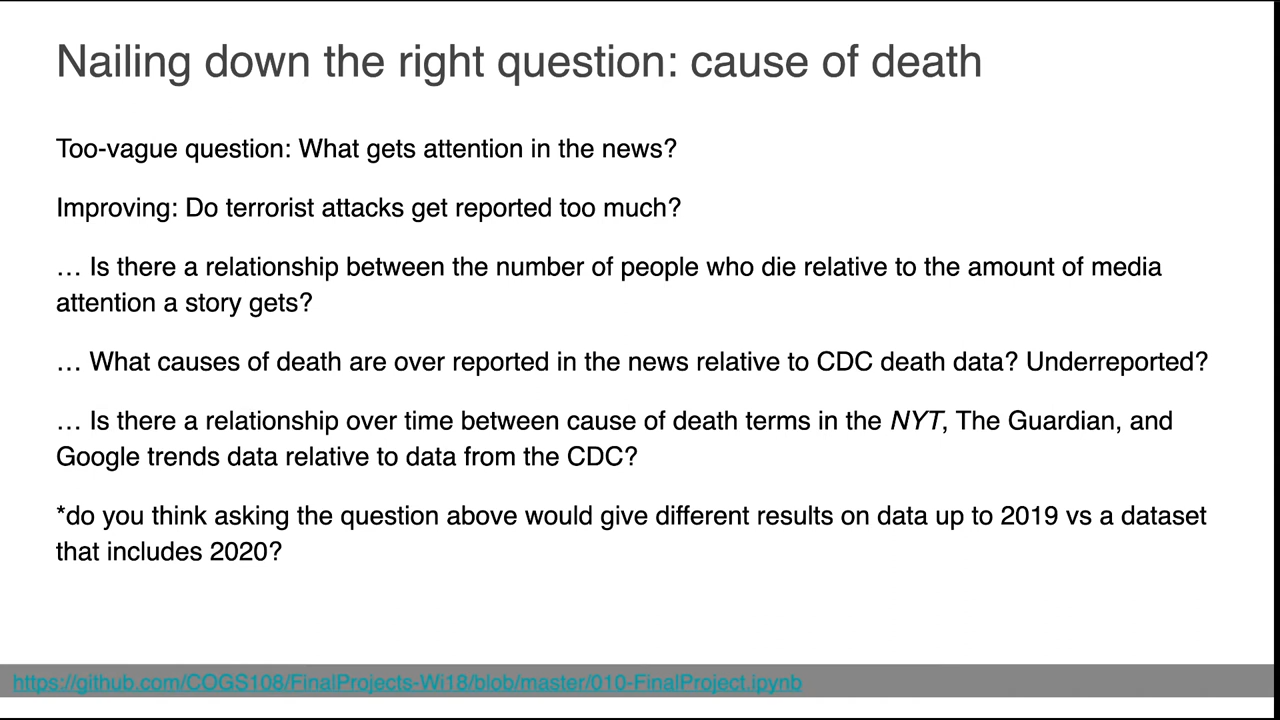 Nailing down the right question: cause of death
Too-vague question: What gets attention in the news?
Improving: Do terrorist attacks get reported too much?
… Is there a relationship between the number of people who die relative to the amount of media
attention a story gets?
… What causes of death are over reported in the news relative to CDC death data? Underreported?
… Is there a relationship over time between cause of death terms in the NYT, The Guardian, and
Google trends data relative to data from the CDC?
*do you think asking the question above would give different results on data up to 2019 vs a dataset
that includes 2020?
https://github.com/COGS108/FinalProjects-Wi18/blob/master/010-FinalProject.ipynb